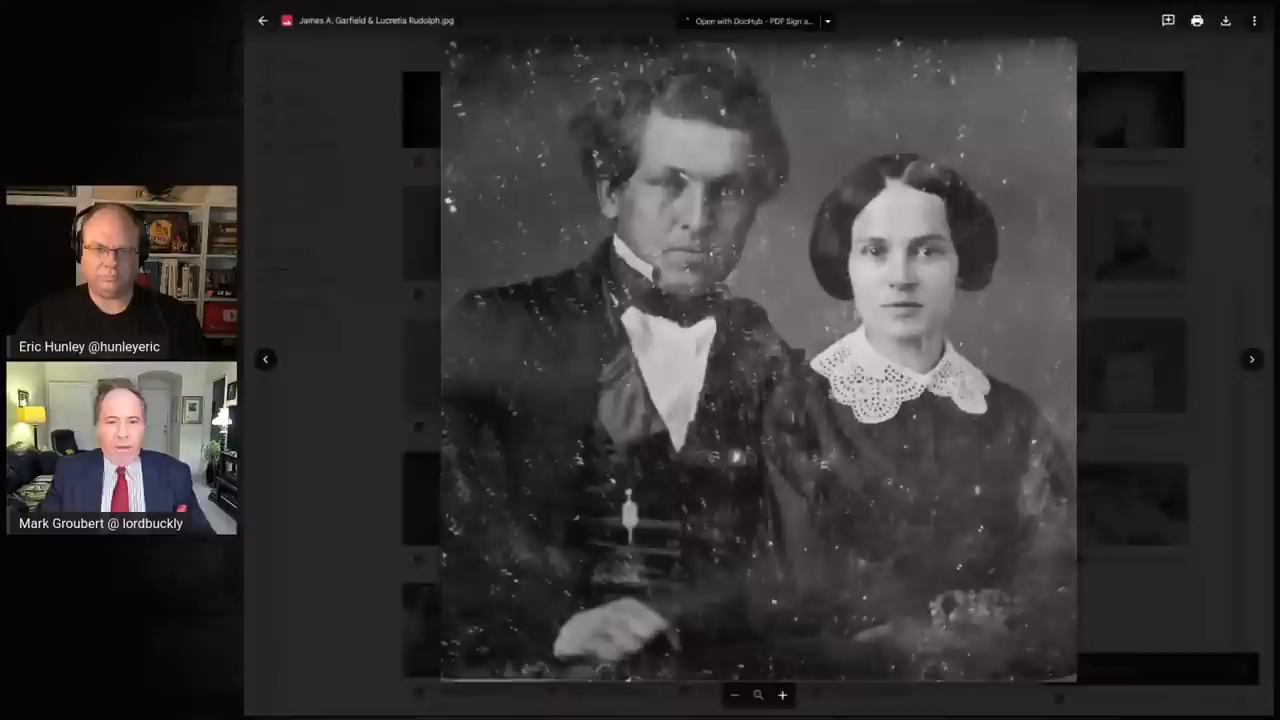 James A. Garfield & Lucretia Rudolph.jpg
Open with DocHub - PDF Sign a...
Eric Hunley @hunleyeric
Mark Groubert @ lordbuckly